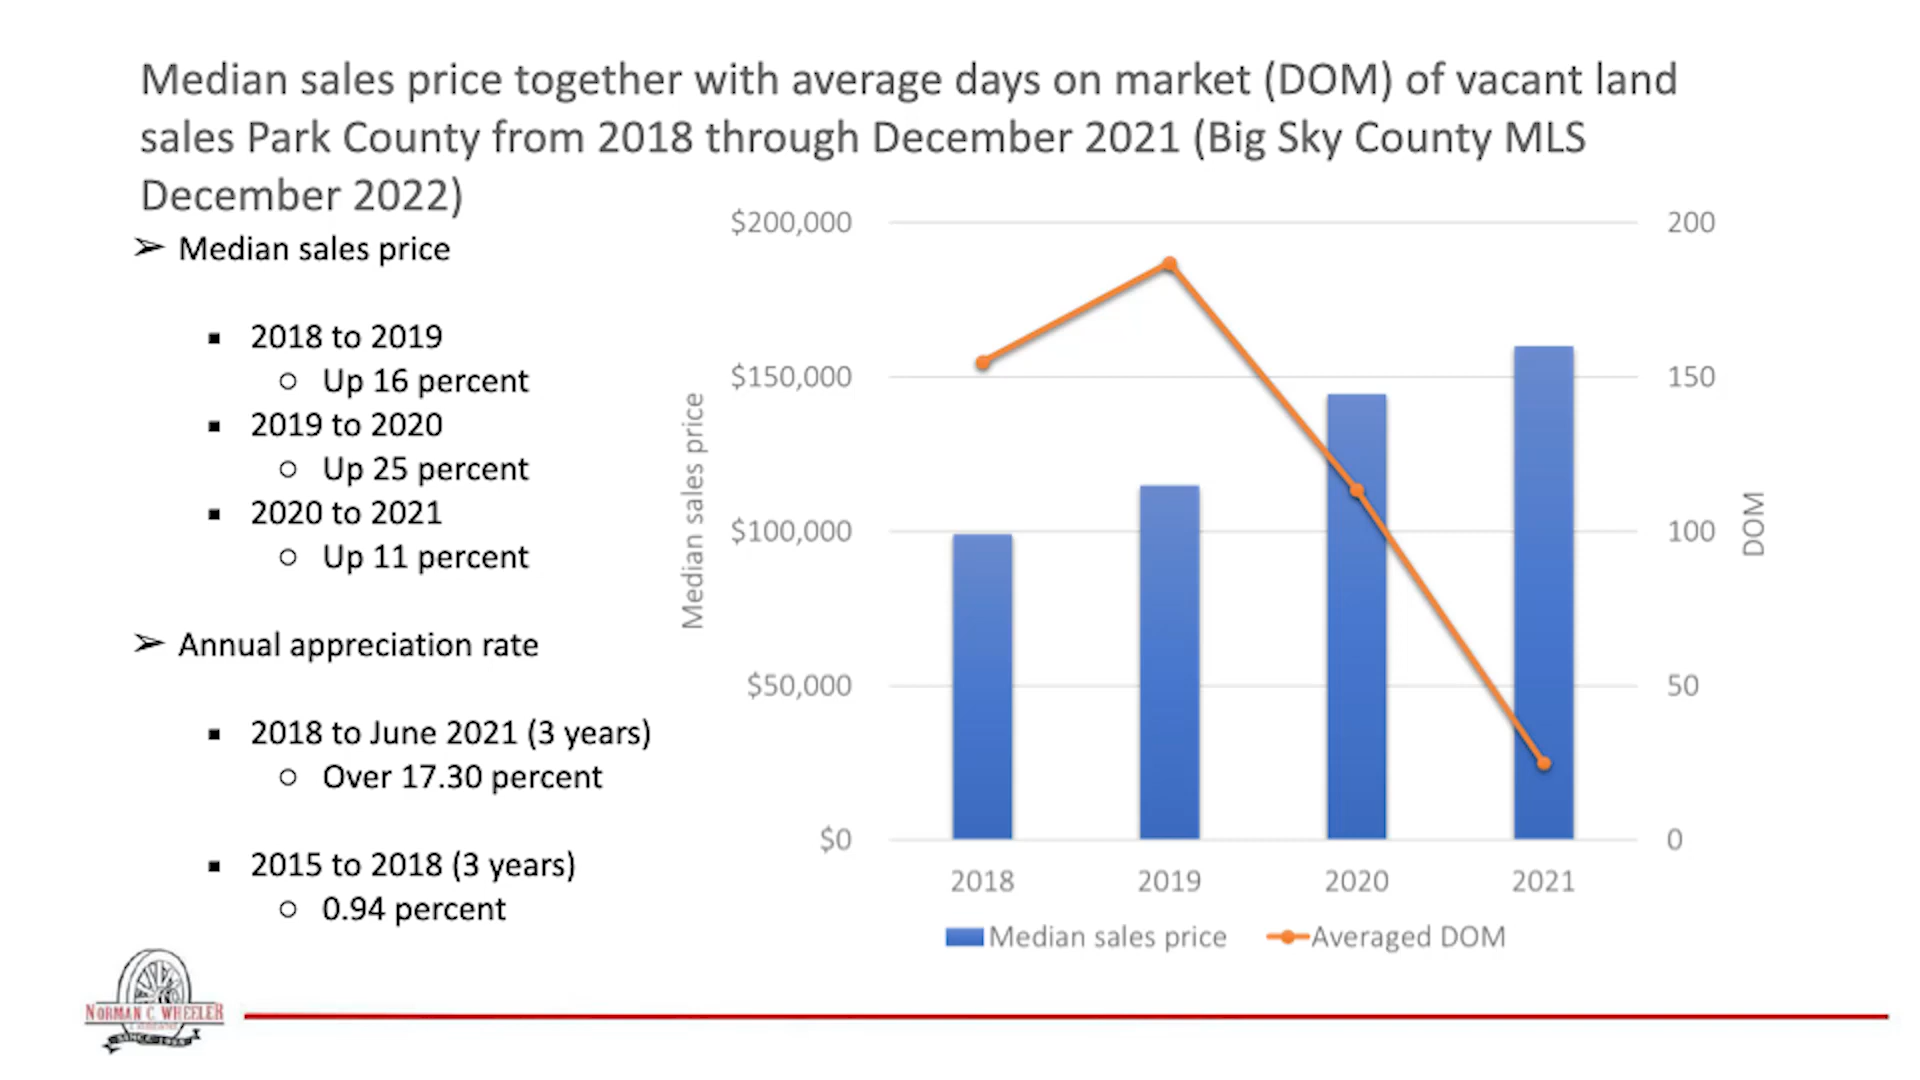 Median sales price together with average days on market (DOM) of vacant land
sales Park County from 2018 through December 2021 (Big Sky County MLS
December 2022)
➢ Median sales price
▪ 2018 to 2019
○ Up 16 percent
▪ 2019 to 2020
○ Up 25 percent
▪ 2020 to 2021
○ Up 11 percent
➢ Annual appreciation rate
▪ 2018 to June 2021 (3 years)
○ Over 17.30 percent
▪ 2015 to 2018 (3 years)
○ 0.94 percent
Median sales price
$200,000
$150,000
$100,000
$50,000
$0
200
150
100
50
0
DOM
2018 2019 2020 2021
Median sales price Averaged DOM
NORMAN C. WHEELER